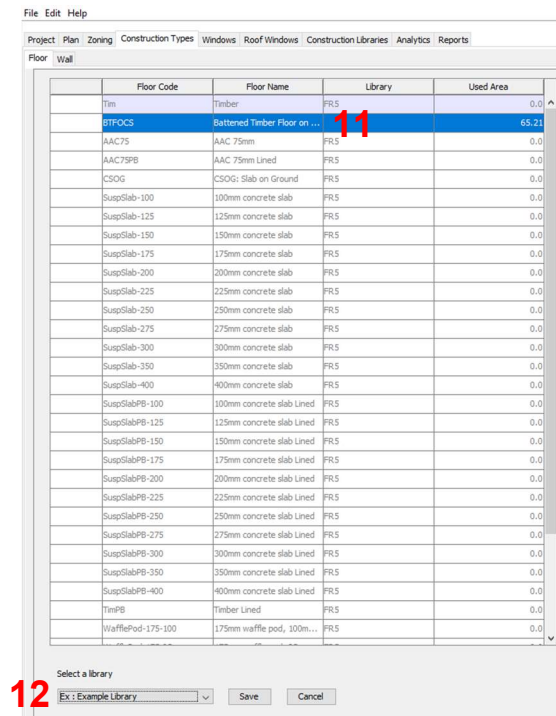 File Edit Help
Project Plan Zoning Construction Types Windows Roof Windows Construction Libraries Analytics Reports
Floor Wall
Floor Code Floor Name Library Used Area
Tim Timber FR5 0.0
BTFOCS Battened Timber Floor on ... 11 65.21
AAC75 AAC 75mm FR5 0.0
AAC75PB AAC 75mm Lined FR5 0.0
CSOG CSOG: Slab on Ground FR5 0.0
SuspSlab-100 100mm concrete slab FR5 0.0
SuspSlab-125 125mm concrete slab FR5 0.0
SuspSlab-150 150mm concrete slab FR5 0.0
SuspSlab-175 175mm concrete slab FR5 0.0
SuspSlab-200 200mm concrete slab FR5 0.0
SuspSlab-225 225mm concrete slab FR5 0.0
SuspSlab-250 250mm concrete slab FR5 0.0
SuspSlab-275 275mm concrete slab FR5 0.0
SuspSlab-300 300mm concrete slab FR5 0.0
SuspSlab-350 350mm concrete slab FR5 0.0
SuspSlab-400 400mm concrete slab FR5 0.0
SuspSlabPB-100 100mm concrete slab Lined FR5 0.0
SuspSlabPB-125 125mm concrete slab Lined FR5 0.0
SuspSlabPB-150 150mm concrete slab Lined FR5 0.0
SuspSlabPB-175 175mm concrete slab Lined FR5 0.0
SuspSlabPB-200 200mm concrete slab Lined FR5 0.0
SuspSlabPB-225 225mm concrete slab Lined FR5 0.0
SuspSlabPB-250 250mm concrete slab Lined FR5 0.0
SuspSlabPB-275 275mm concrete slab Lined FR5 0.0
SuspSlabPB-300 300mm concrete slab Lined FR5 0.0
SuspSlabPB-350 350mm concrete slab Lined FR5 0.0
SuspSlabPB-400 400mm concrete slab Lined FR5 0.0
TimPB Timber Lined FR5 0.0
WafflePod-175-100 175mm waffle pod, 100m... FR5 0.0
Select a library
12 Ex : Example Library Save Cancel